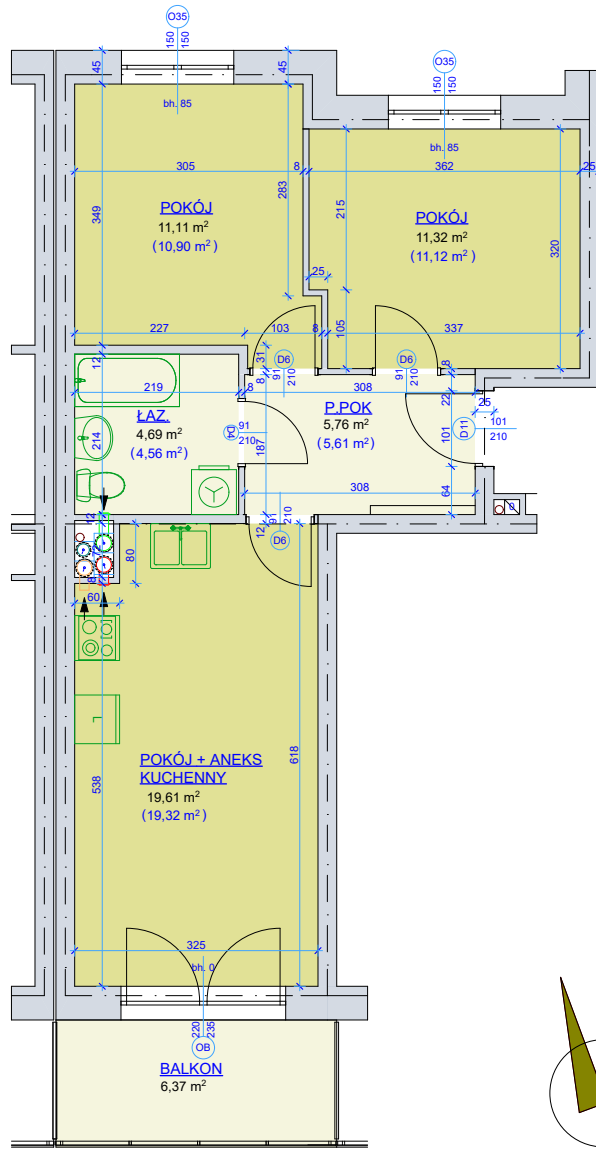 O35
150
150
45
45
bh. 85
O35
150
150
bh. 85
305
8
362
25
283
349
POKÓJ
11,11 m²
(10,90 m²)
215
POKÓJ
11,32 m²
(11,12 m²)
320
25
105
227
103
8
337
31
12
D6
91
210
8
D6
91
210
8
22
219
8
308
25
101
210
D11
ŁAZ.
4,69 m²
(4,56 m²)
214
D4
91
210
187
P.POK
5,76 m²
(5,61 m²)
101
64
308
12
12
91
210
D6
0
72
80
8
60
L
POKÓJ + ANEKS
KUCHENNY
19,61 m²
(19,32 m²)
538
618
325
bh. 0
220
235
OB
BALKON
6,37 m²